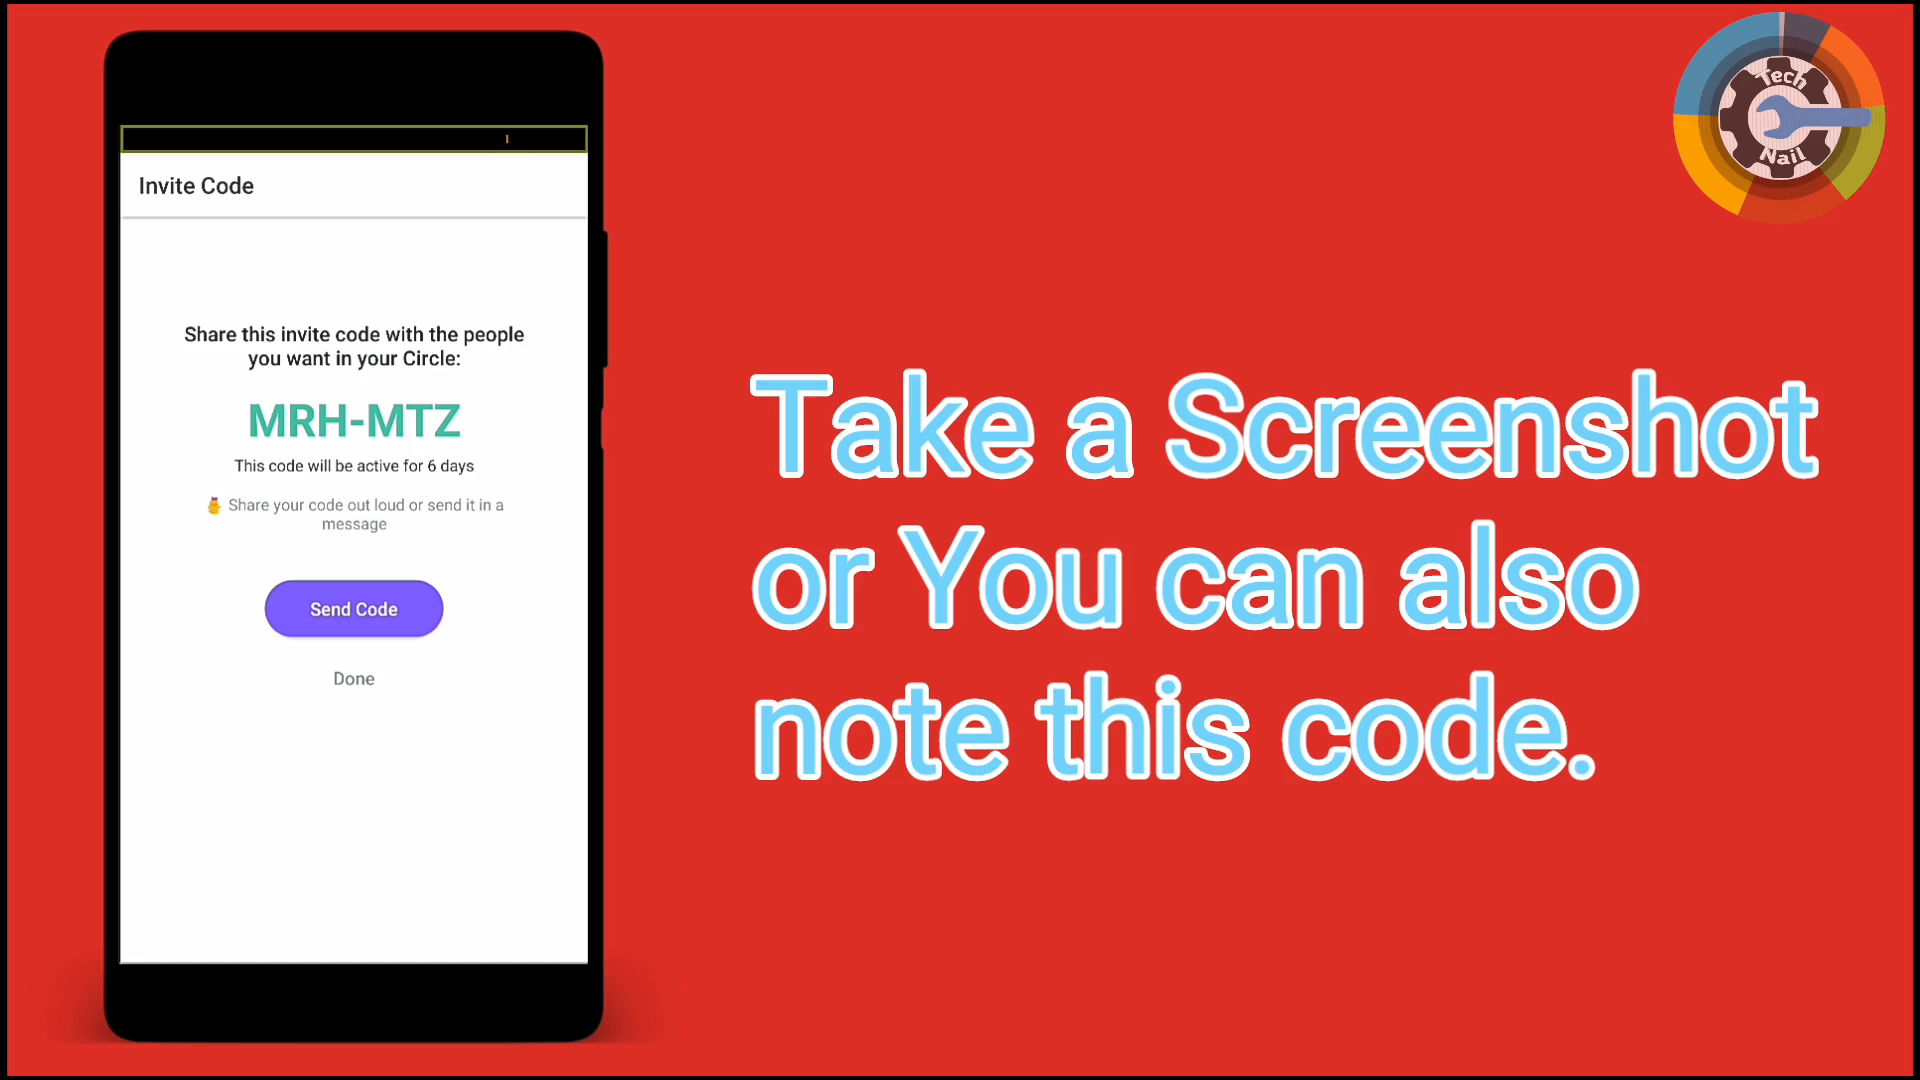 Tech
Nail
Invite Code
Share this invite code with the people
you want in your Circle:
MRH-MTZ
This code will be active for 6 days
Share your code out loud or send it in a
message
Send Code
Done
Take a Screenshot
or You can also
note this code.